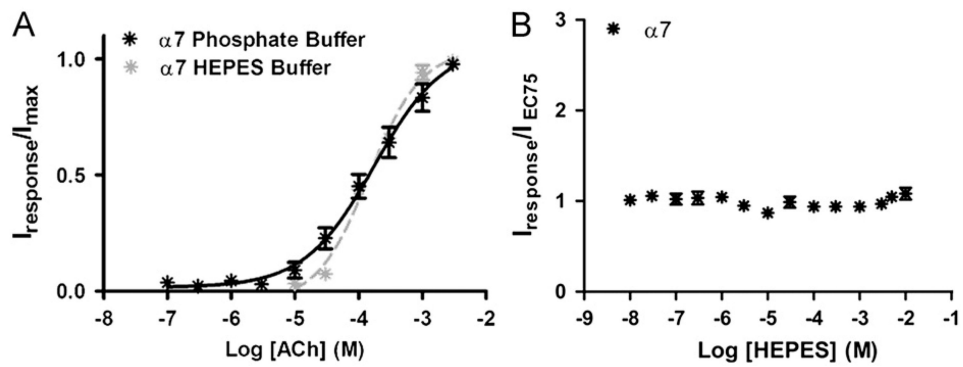 A
α7 Phosphate Buffer
α7 HEPES Buffer
Iresponse/Imax
1.0
0.5
0.0
-8 -7 -6 -5 -4 -3 -2
Log [ACh] (M)
B
α7
Iresponse/I EC75
3
2
1
0
-9 -8 -7 -6 -5 -4 -3 -2 -1
Log [HEPES] (M)